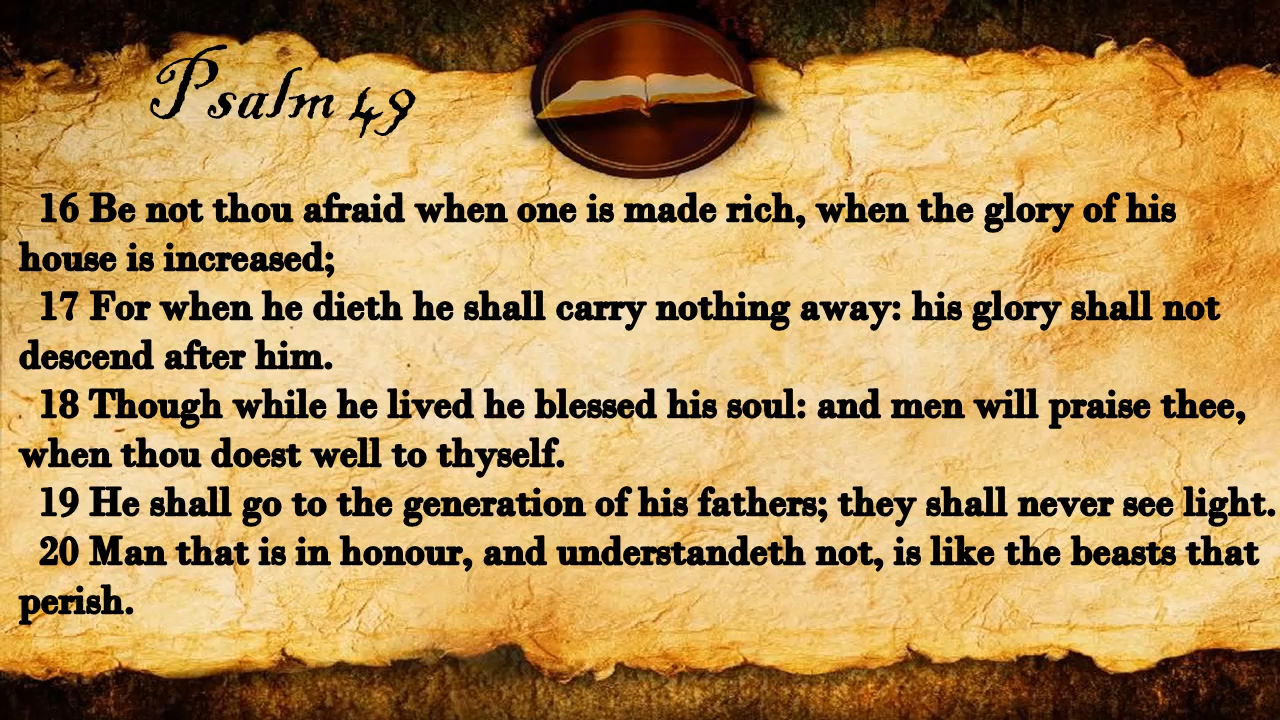 Psalm 49
16 Be not thou afraid when one is made rich, when the glory of his
house is increased;
17 For when he dieth he shall carry nothing away: his glory shall not
descend after him.
18 Though while he lived he blessed his soul: and men will praise thee,
when thou doest well to thyself.
19 He shall go to the generation of his fathers; they shall never see light.
20 Man that is in honour, and understandeth not, is like the beasts that
perish.